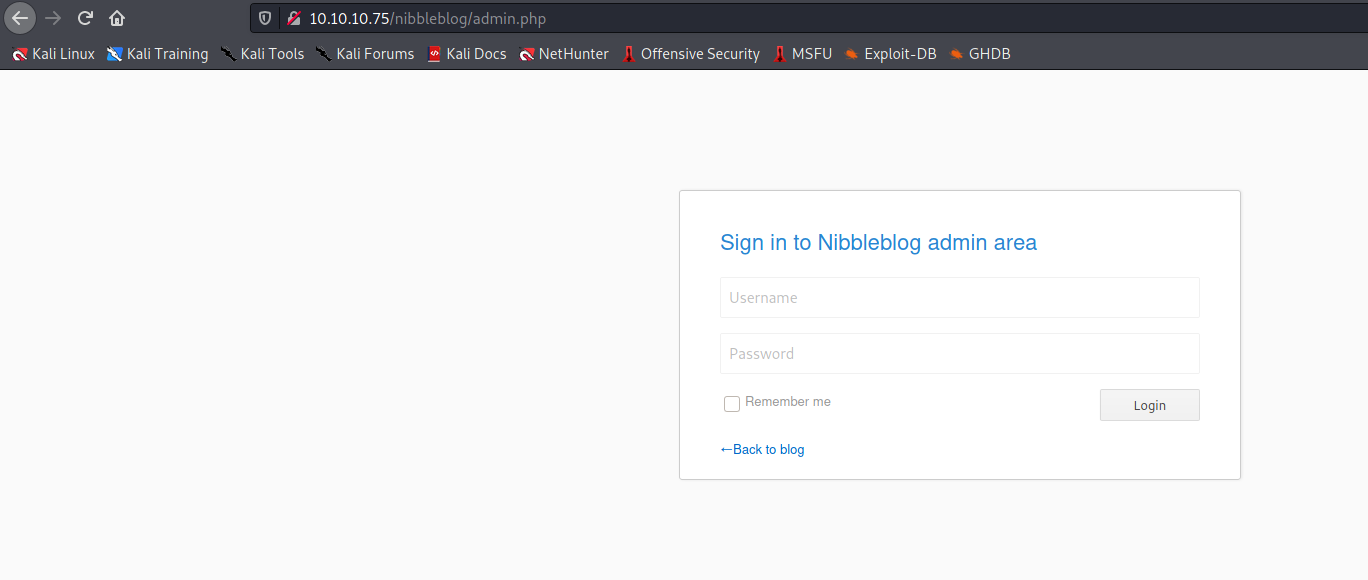 10.10.10.75/nibbleblog/admin.php
Kali Linux Kali Training Kali Tools Kali Forums Kali Docs NetHunter Offensive Security MSFU Exploit-DB GHDB
Sign in to Nibbleblog admin area
Username
Password
Remember me
Login
←Back to blog